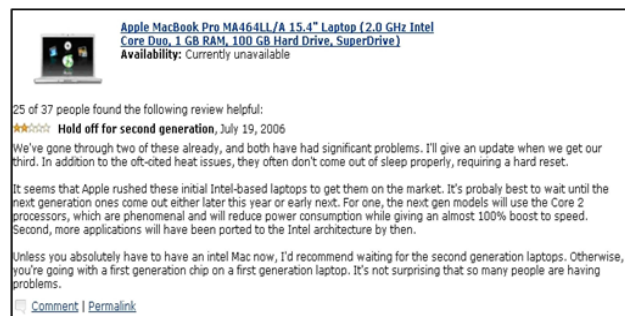 Apple MacBook Pro MA464LL/A 15.4" Laptop (2.0 GHz Intel
Core Duo, 1 GB RAM, 100 GB Hard Drive, SuperDrive)
Availability: Currently unavailable
25 of 37 people found the following review helpful:
Hold off for second generation, July 19, 2006
We've gone through two of these already, and both have had significant problems. I'll give an update when we get our
third. In addition to the oft-cited heat issues, they often don't come out of sleep properly, requiring a hard reset.
It seems that Apple rushed these initial Intel-based laptops to get them on the market. It's probaly best to wait until the
next generation ones come out either later this year or early next. For one, the next gen models will use the Core 2
processors, which are phenomenal and will reduce power consumption while giving an almost 100% boost to speed.
Second, more applications will have been ported to the Intel architecture by then.
Unless you absolutely have to have an intel Mac now, I'd recommend waiting for the second generation laptops. Otherwise,
you're going with a first generation chip on a first generation laptop. It's not surprising that so many people are having
problems.
Comment | Permalink